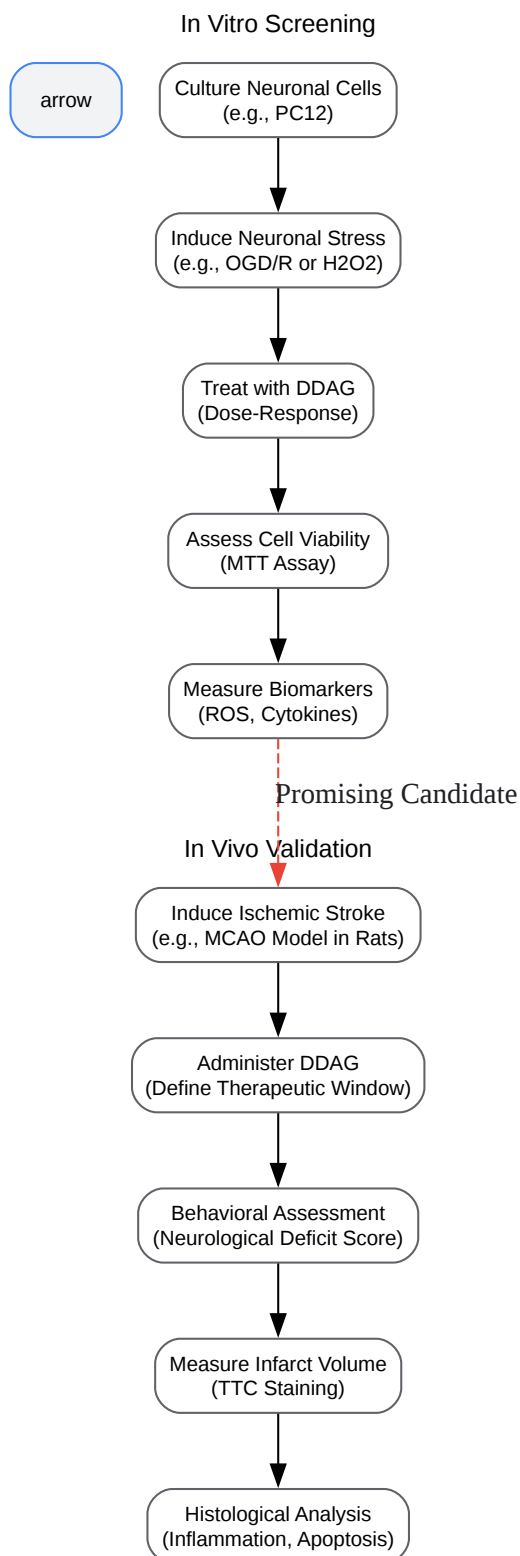 In Vitro Screening
arrow
Culture Neuronal Cells
(e.g., PC12)
Induce Neuronal Stress
(e.g., OGD/R or H2O2)
Treat with DDAG
(Dose-Response)
Assess Cell Viability
(MTT Assay)
Measure Biomarkers
(ROS, Cytokines)
Promising Candidate
In Vivo Validation
Induce Ischemic Stroke
(e.g., MCAO Model in Rats)
Administer DDAG
(Define Therapeutic Window)
Behavioral Assessment
(Neurological Deficit Score)
Measure Infarct Volume
(TTC Staining)
Histological Analysis
(Inflammation, Apoptosis)